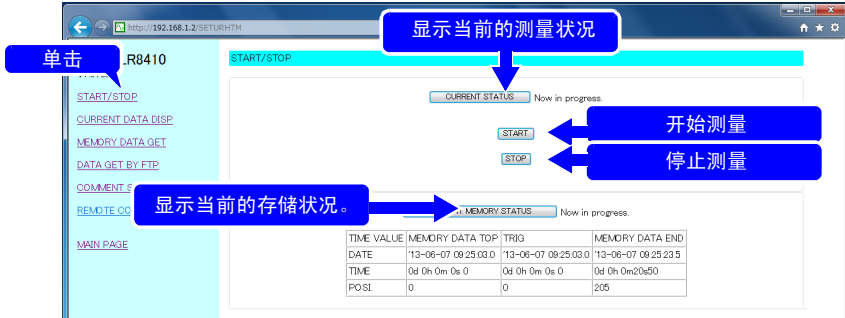 http://192.168.1.2/SETUP.HTM
显示当前的测量状况
单击
LR8410
START/STOP
START/STOP
CURRENT DATA DISP
MEMORY DATA GET
DATA GET BY FTP
COMMENT S
REMOTE CO
MAIN PAGE
CURRENT STATUS Now in progress.
START
开始测量
STOP
停止测量
显示当前的存储状况。
MEMORY STATUS Now in progress.
TIME VALUE MEMORY DATA TOP TRIG MEMORY DATA END
DATE '13-06-07 09:25:03.0 '13-06-07 09:25:03.0 '13-06-07 09:25:23.5
TIME 0d 0h 0m 0s 0 0d 0h 0m 0s 0 0d 0h 0m20s50
POSI. 0 0 205